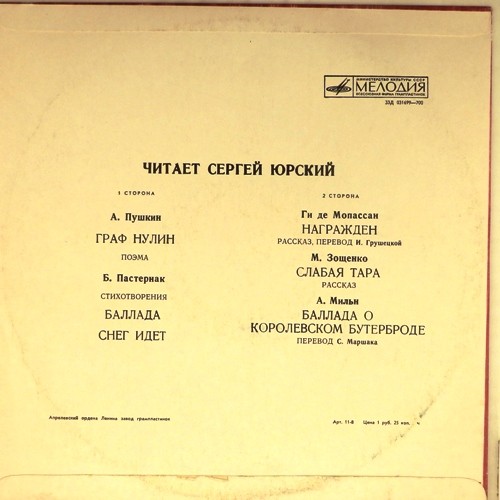 МИНИСТЕРСТВО КУЛЬТУРЫ СССР
МЕЛОДИЯ
ВСЕСОЮЗНАЯ ФИРМА ГРАМПЛАСТИНОК
33Д 031699—700
ЧИТАЕТ СЕРГЕЙ ЮРСКИЙ
1 СТОРОНА
А. Пушкин
ГРАФ НУЛИН
ПОЭМА
Б. Пастернак
СТИХОТВОРЕНИЯ
БАЛЛАДА
СНЕГ ИДЕТ
2 СТОРОНА
Ги де Мопассан
НАГРАЖДЕН
РАССКАЗ, ПЕРЕВОД Н. Грушецкой
М. Зощенко
СЛАБАЯ ТАРА
РАССКАЗ
А. Мильн
БАЛЛАДА О
КОРОЛЕВСКОМ БУТЕРБРОДЕ
ПЕРЕВОД С. Маршака
Апрелевский ордена Ленина завод грампластинок
Арт. 11-8 Цена 1 руб. 25 коп.